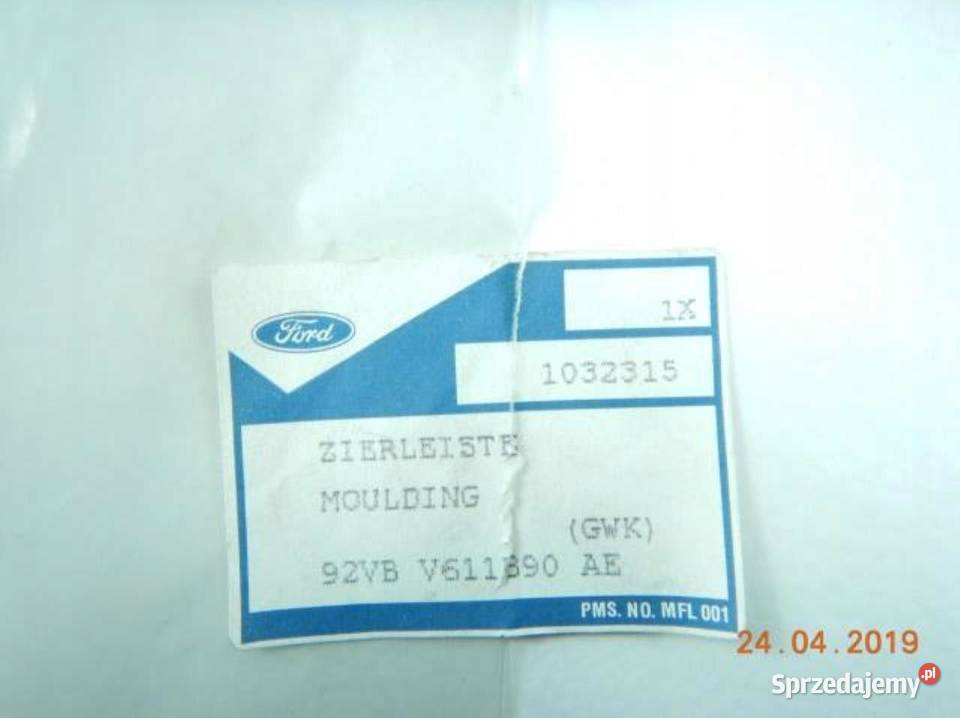 Ford
1X
1032315
ZIERLEISTE
MOULDING
(GWK)
92VB V611B90 AE
PMS. NO. MFL 001
24.04.2019
Sprzedajemy.pl